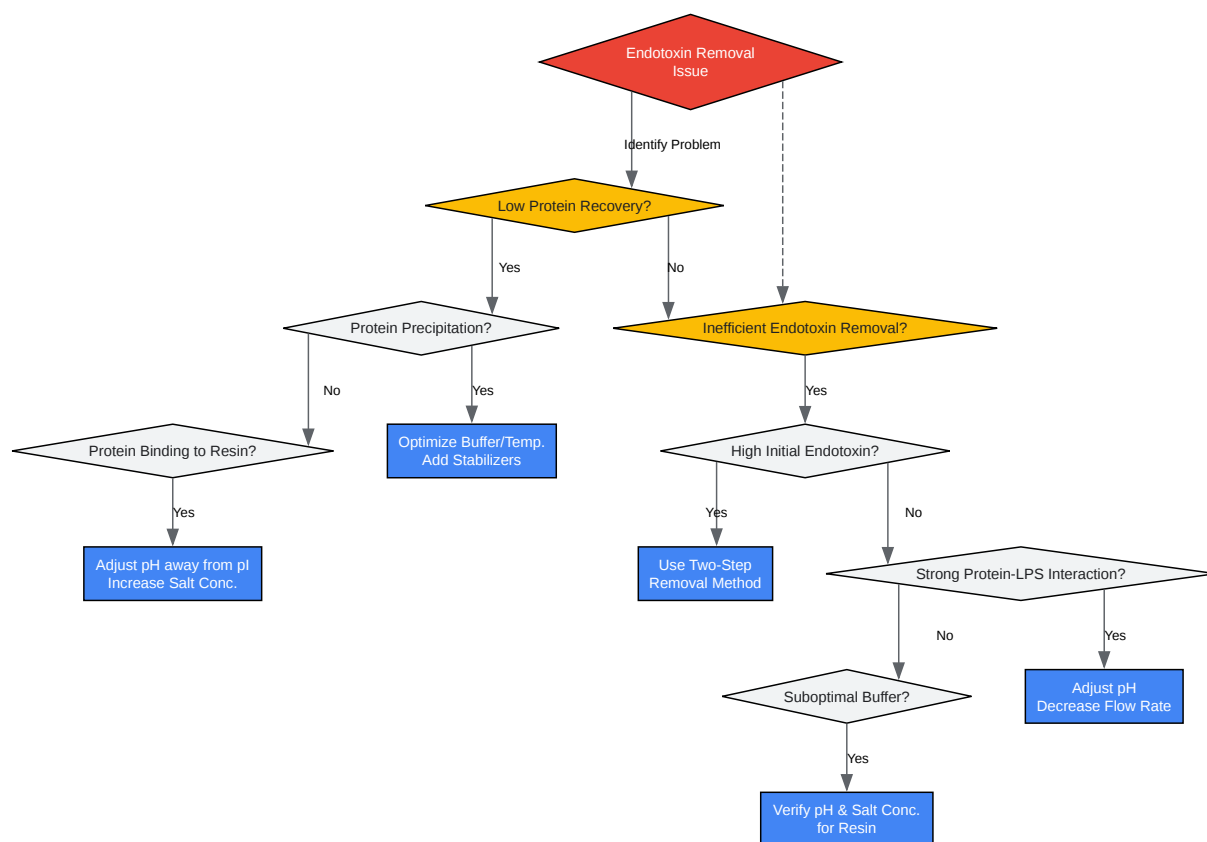 Endotoxin Removal
Issue
Identify Problem
Low Protein Recovery?
Yes
No
Protein Precipitation?
Inefficient Endotoxin Removal?
No
Yes
Yes
Protein Binding to Resin?
Optimize Buffer/Temp.
Add Stabilizers
High Initial Endotoxin?
Yes
Yes
No
Adjust pH away from pI
Increase Salt Conc.
Use Two-Step
Removal Method
Strong Protein-LPS Interaction?
No
Yes
Suboptimal Buffer?
Adjust pH
Decrease Flow Rate
Yes
Verify pH & Salt Conc.
for Resin